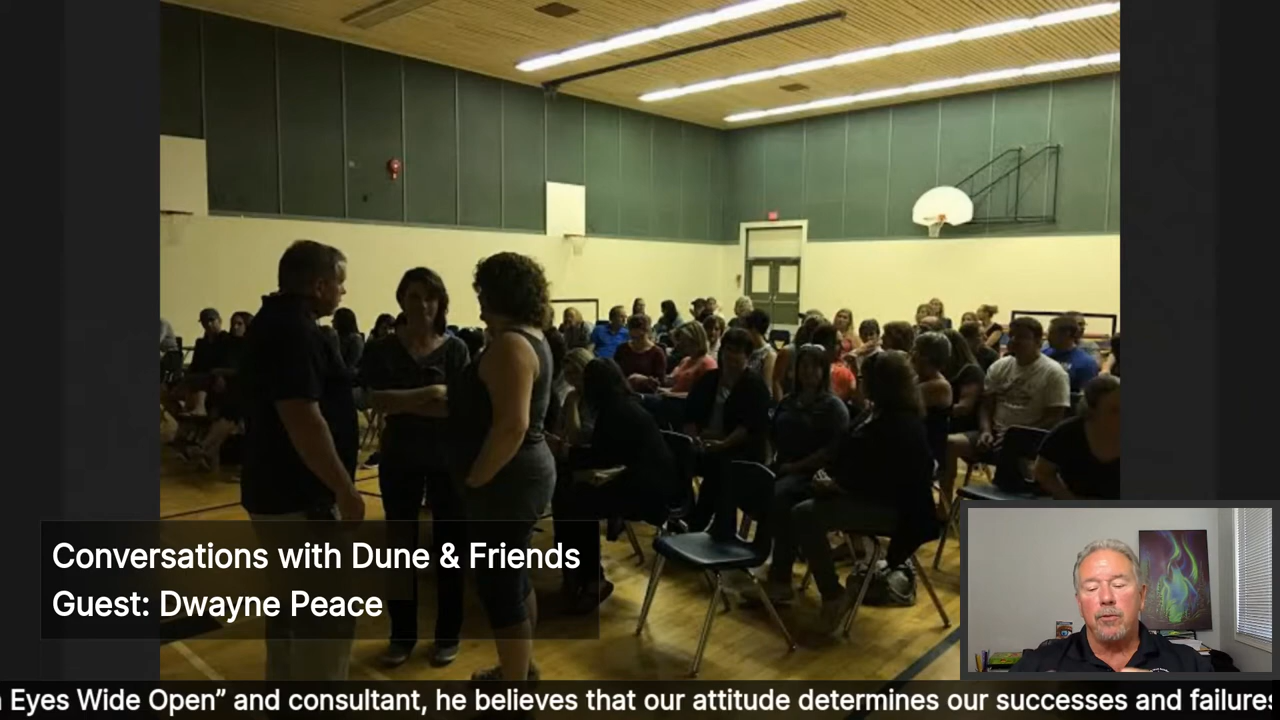 Conversations with Dune & Friends
Guest: Dwayne Peace
Eyes Wide Open” and consultant, he believes that our attitude determines our successes and failures